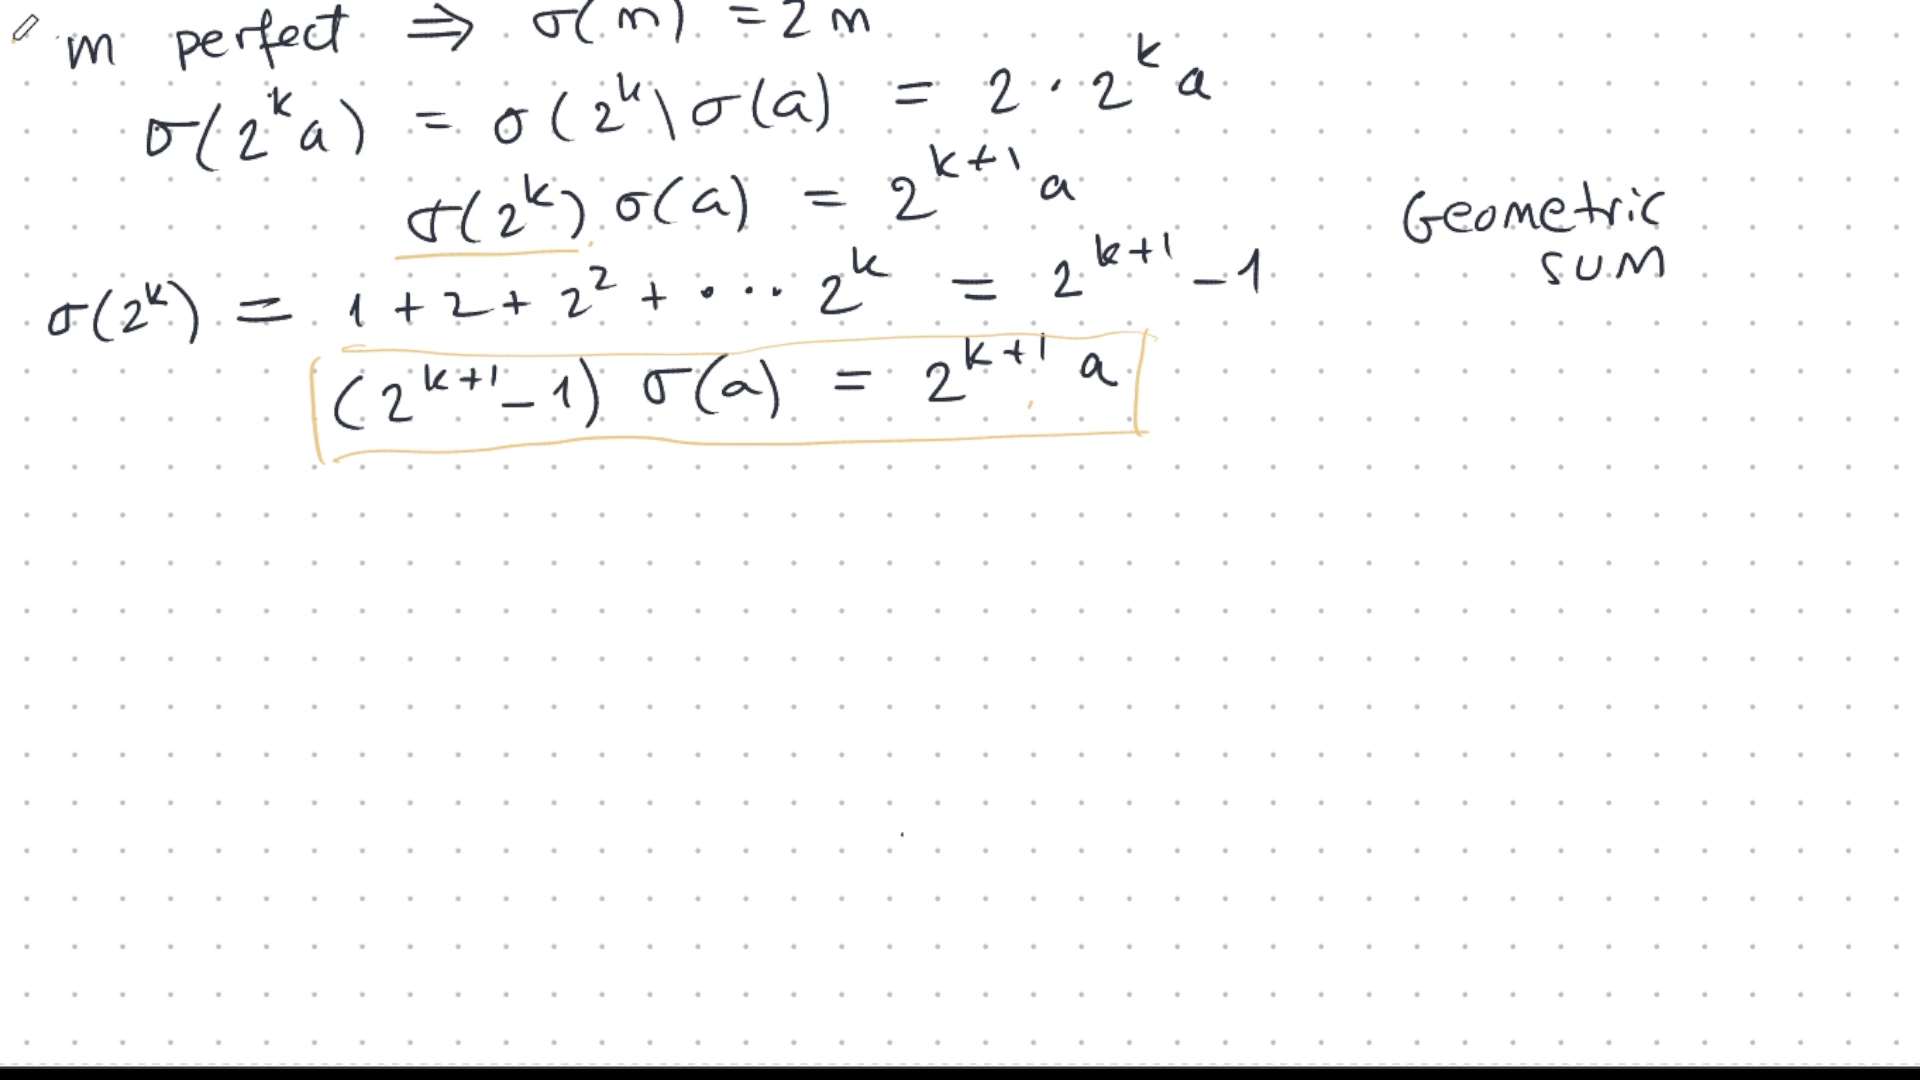 m perfect ⇒ σ(m) = 2m
σ(2^k a) = σ(2^k) σ(a) = 2 · 2^k a
σ(2^k) σ(a) = 2^{k+1} a
Geometric
sum
σ(2^k) = 1 + 2 + 2^2 + ... 2^k = 2^{k+1} - 1
(2^{k+1} - 1) σ(a) = 2^{k+1} a